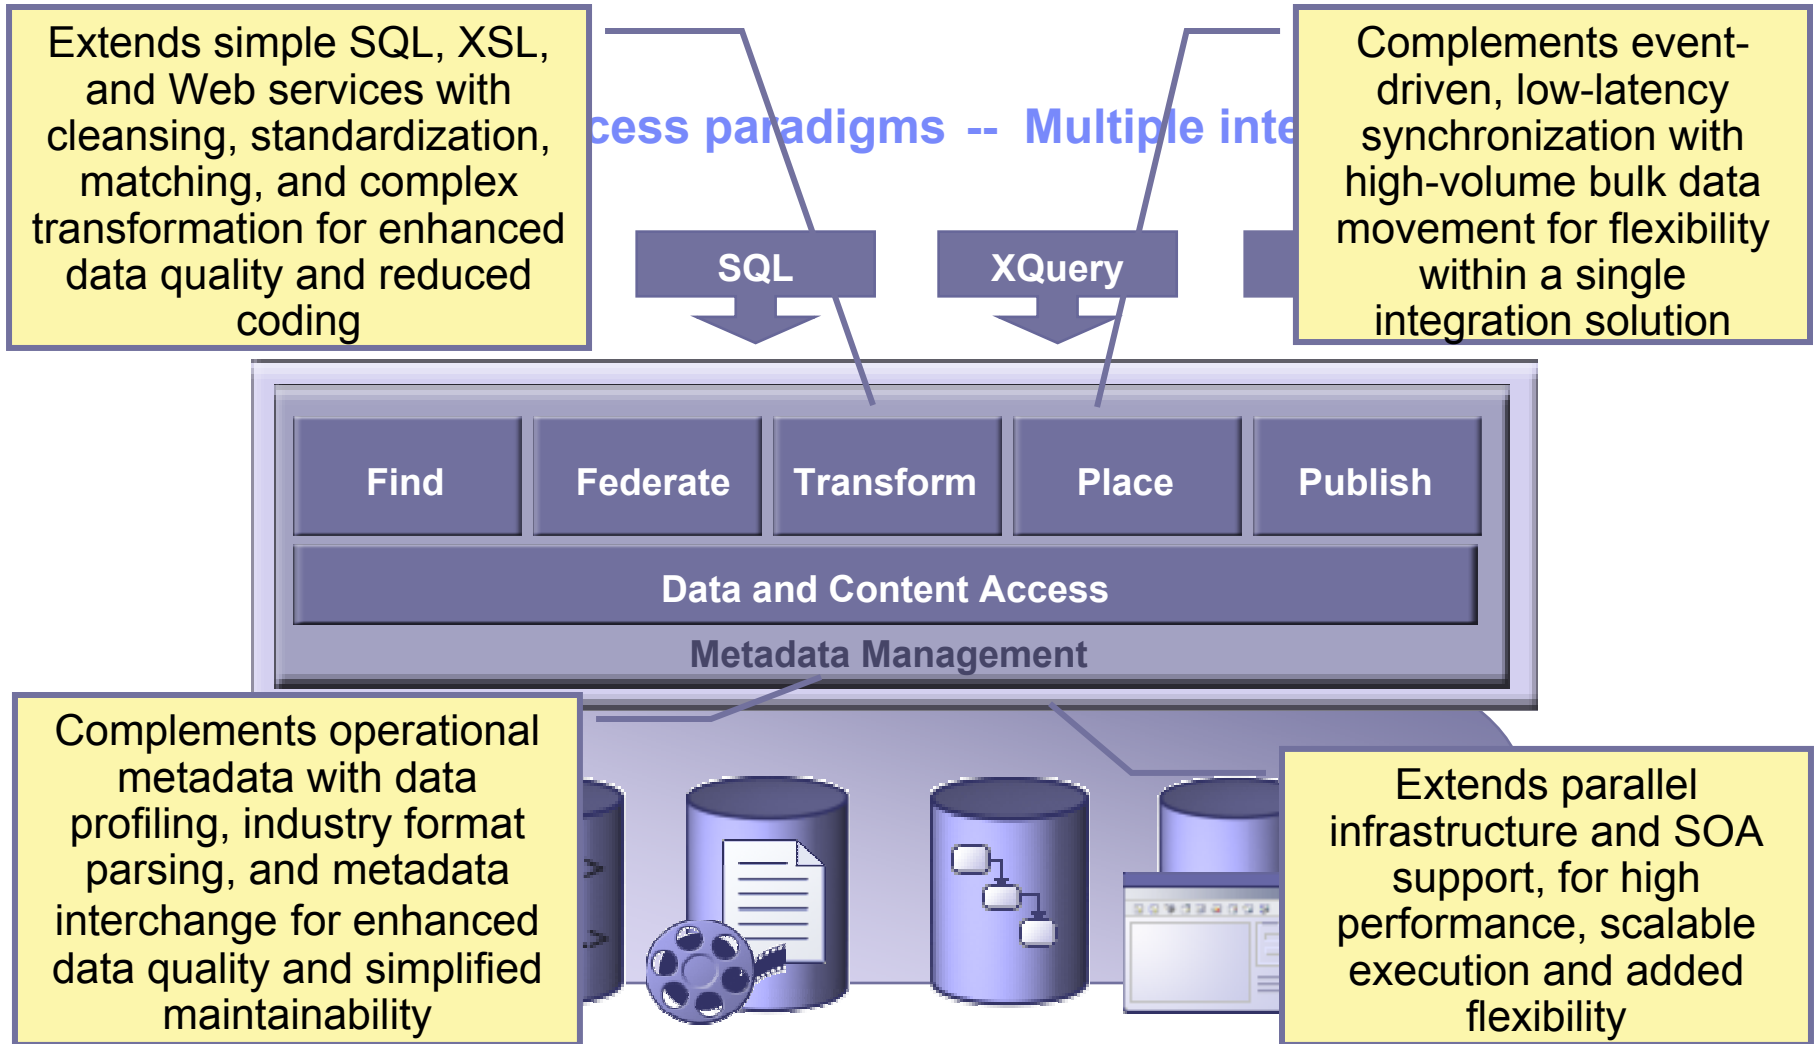 Extends simple SQL, XSL,
and Web services with
cleansing, standardization,
matching, and complex
transformation for enhanced
data quality and reduced
coding
Complements event-
driven, low-latency
synchronization with
high-volume bulk data
movement for flexibility
within a single
integration solution
paradigms -- Multiple
SQL
XQuery
Find
Federate
Transform
Place
Publish
Data and Content Access
Metadata Management
Complements operational
metadata with data
profiling, industry format
parsing, and metadata
interchange for enhanced
data quality and simplified
maintainability
Extends parallel
infrastructure and SOA
support, for high
performance, scalable
execution and added
flexibility